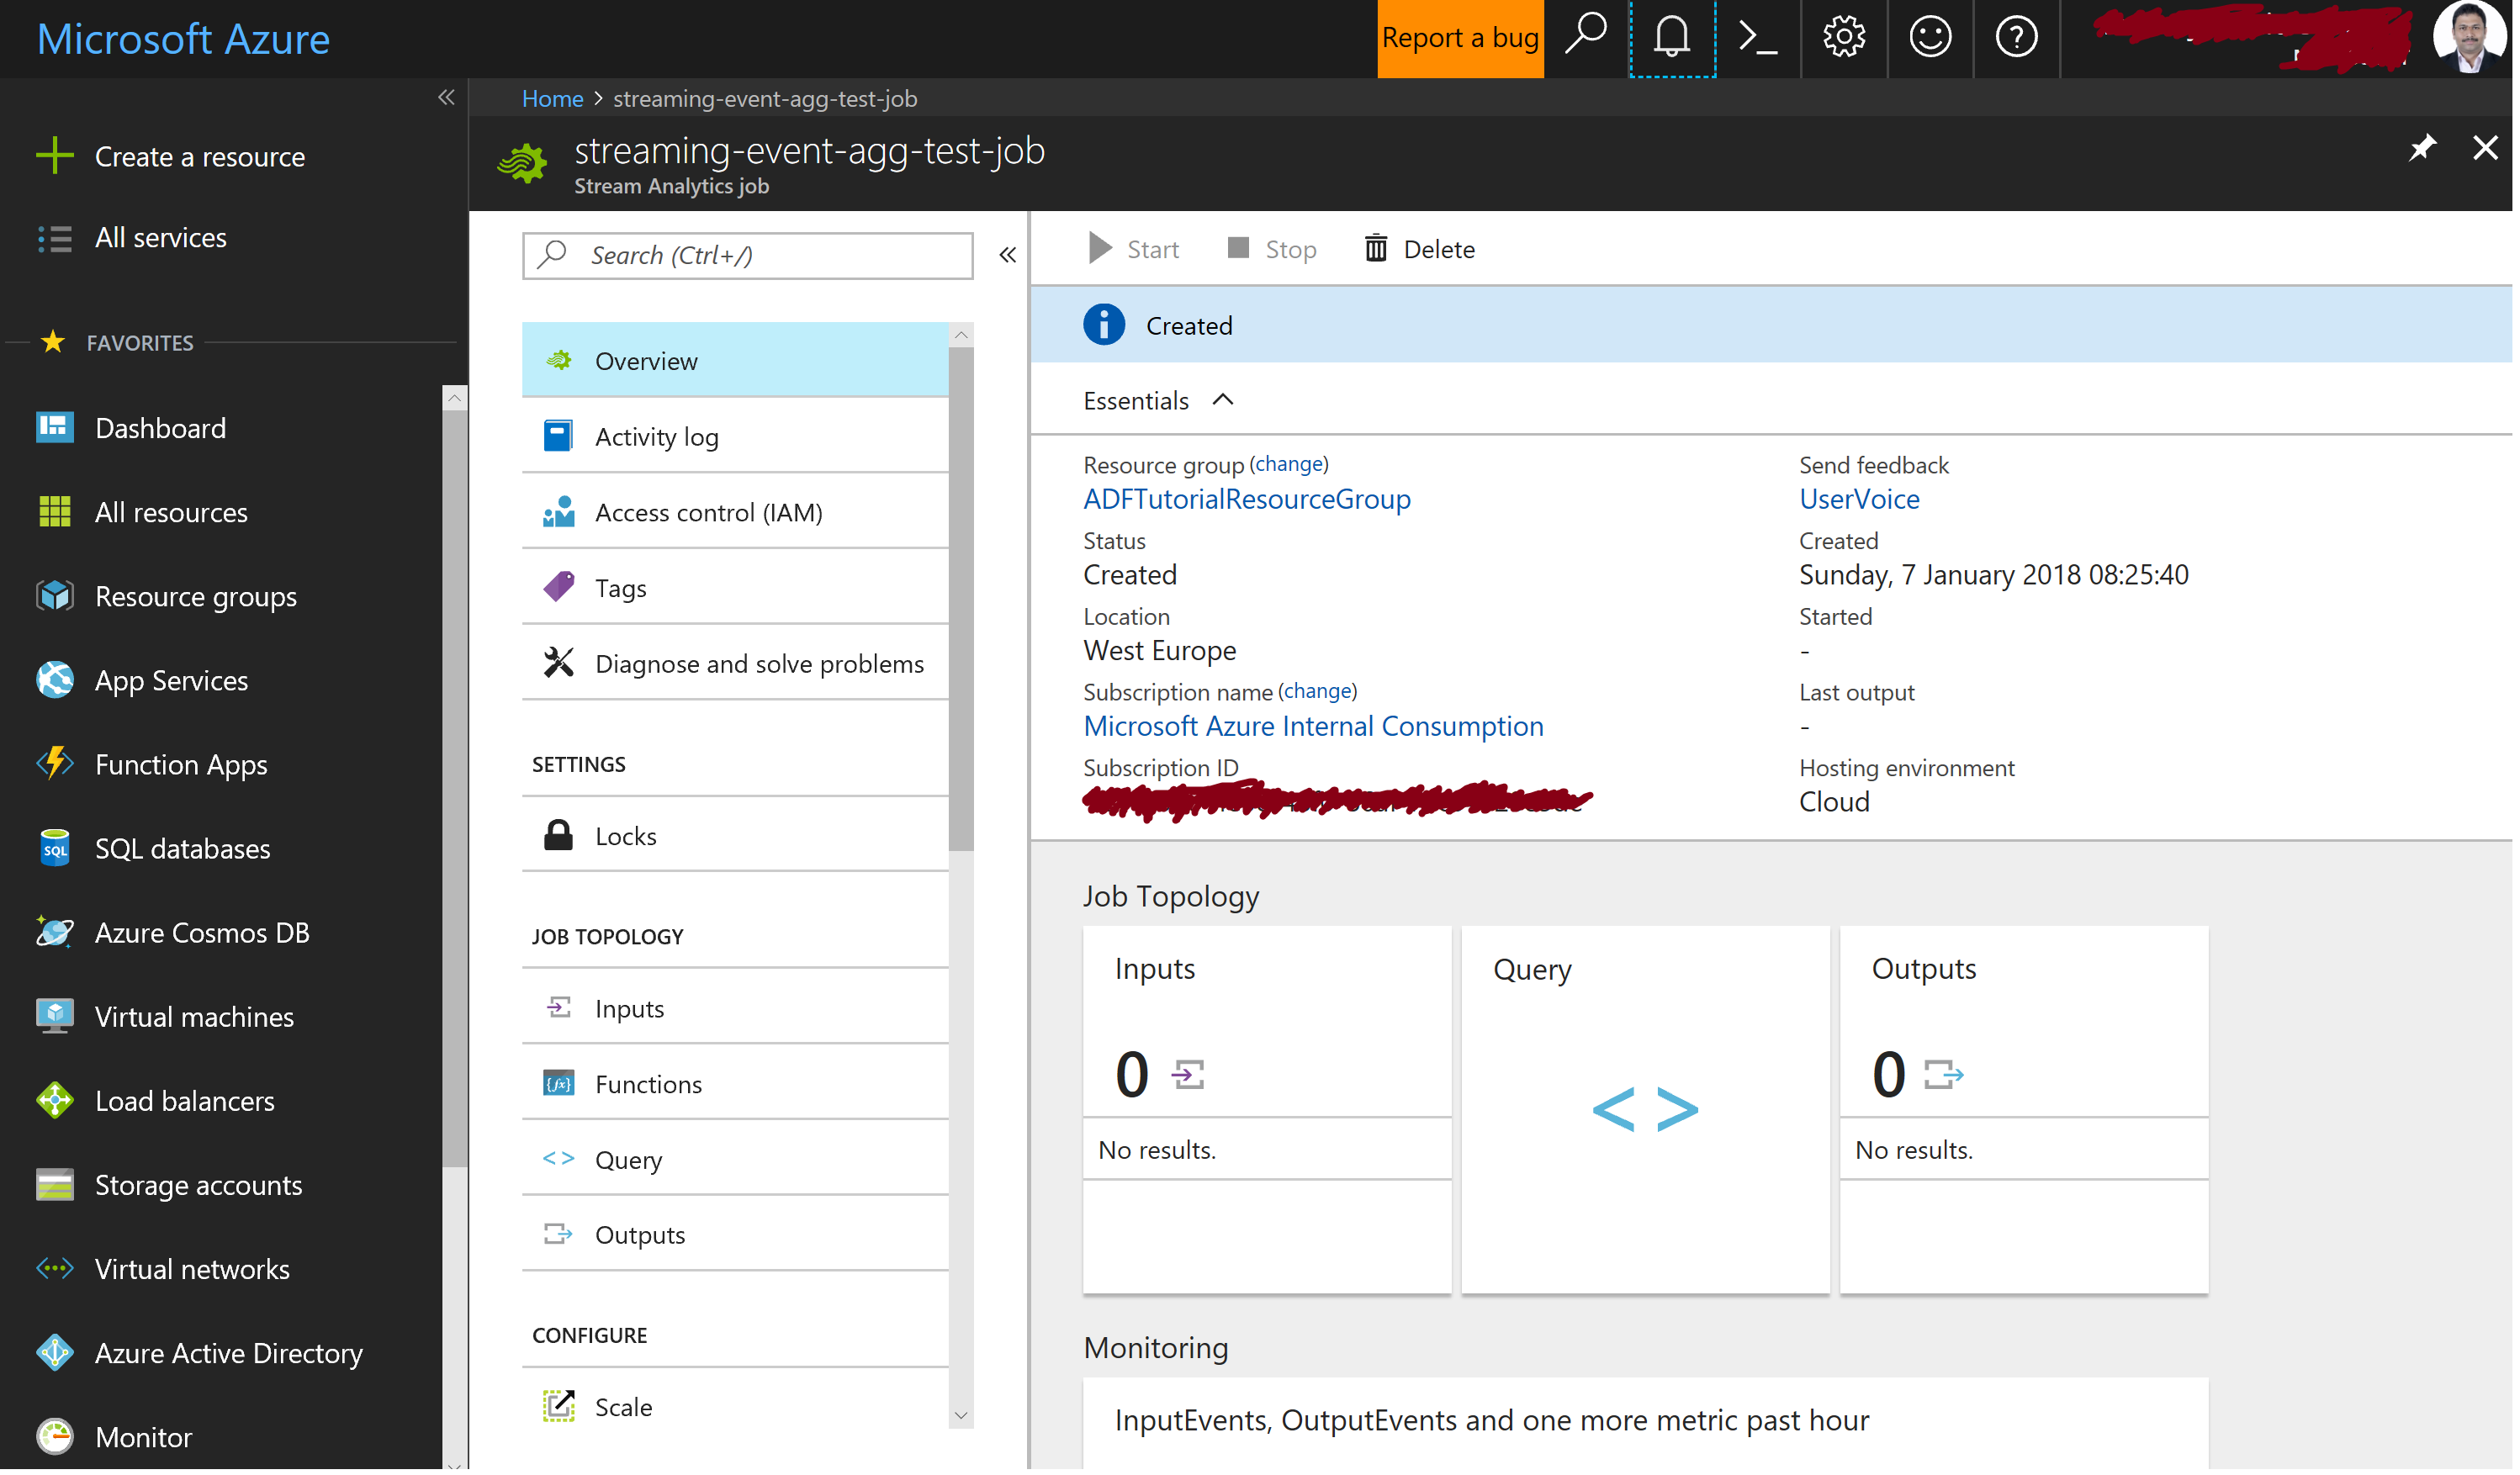 Microsoft Azure
Report a bug
Home > streaming-event-agg-test-job
streaming-event-agg-test-job
Stream Analytics job
Create a resource
All services
FAVORITES
Dashboard
All resources
Resource groups
App Services
Function Apps
SQL
SQL databases
Azure Cosmos DB
Virtual machines
Load balancers
Storage accounts
Virtual networks
Azure Active Directory
Monitor
Search (Ctrl+/)
Overview
Activity log
Access control (IAM)
Tags
Diagnose and solve problems
SETTINGS
Locks
JOB TOPOLOGY
Inputs
Functions
Query
Outputs
CONFIGURE
Scale
Start
Stop
Delete
Created
Essentials
Resource group (change)
ADFTutorialResourceGroup
Status
Created
Location
West Europe
Subscription name (change)
Microsoft Azure Internal Consumption
Subscription ID
Send feedback
UserVoice
Created
Sunday, 7 January 2018 08:25:40
Started
-
Last output
-
Hosting environment
Cloud
Job Topology
Inputs
0
No results.
Query
< >
Outputs
0
No results.
Monitoring
InputEvents, OutputEvents and one more metric past hour